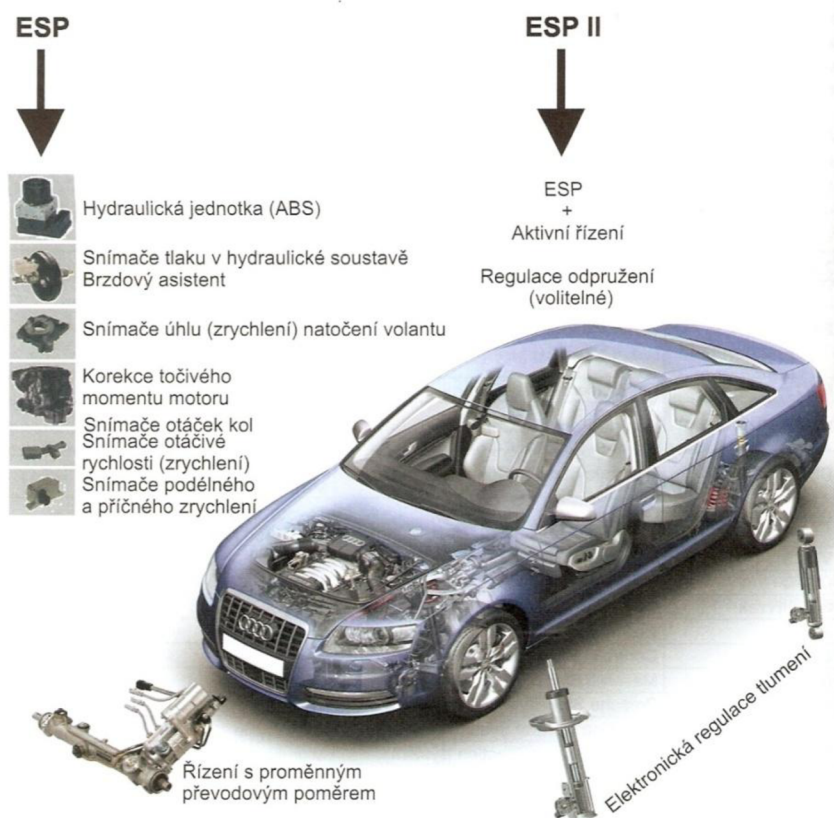 ESP
ESP II
Hydraulická jednotka (ABS)
Snímače tlaku v hydraulické soustavě
Brzdový asistent
Snímače úhlu (zrychlení) natočení volantu
Korekce točivého
momentu motoru
Snímače otáček kol
Snímače otáčivé
rychlosti (zrychlení)
Snímače podélného
a příčného zrychlení
ESP
+
Aktivní řízení
Regulace odpružení
(volitelné)
Řízení s proměnným
převodovým poměrem
Elektronická regulace tlumení